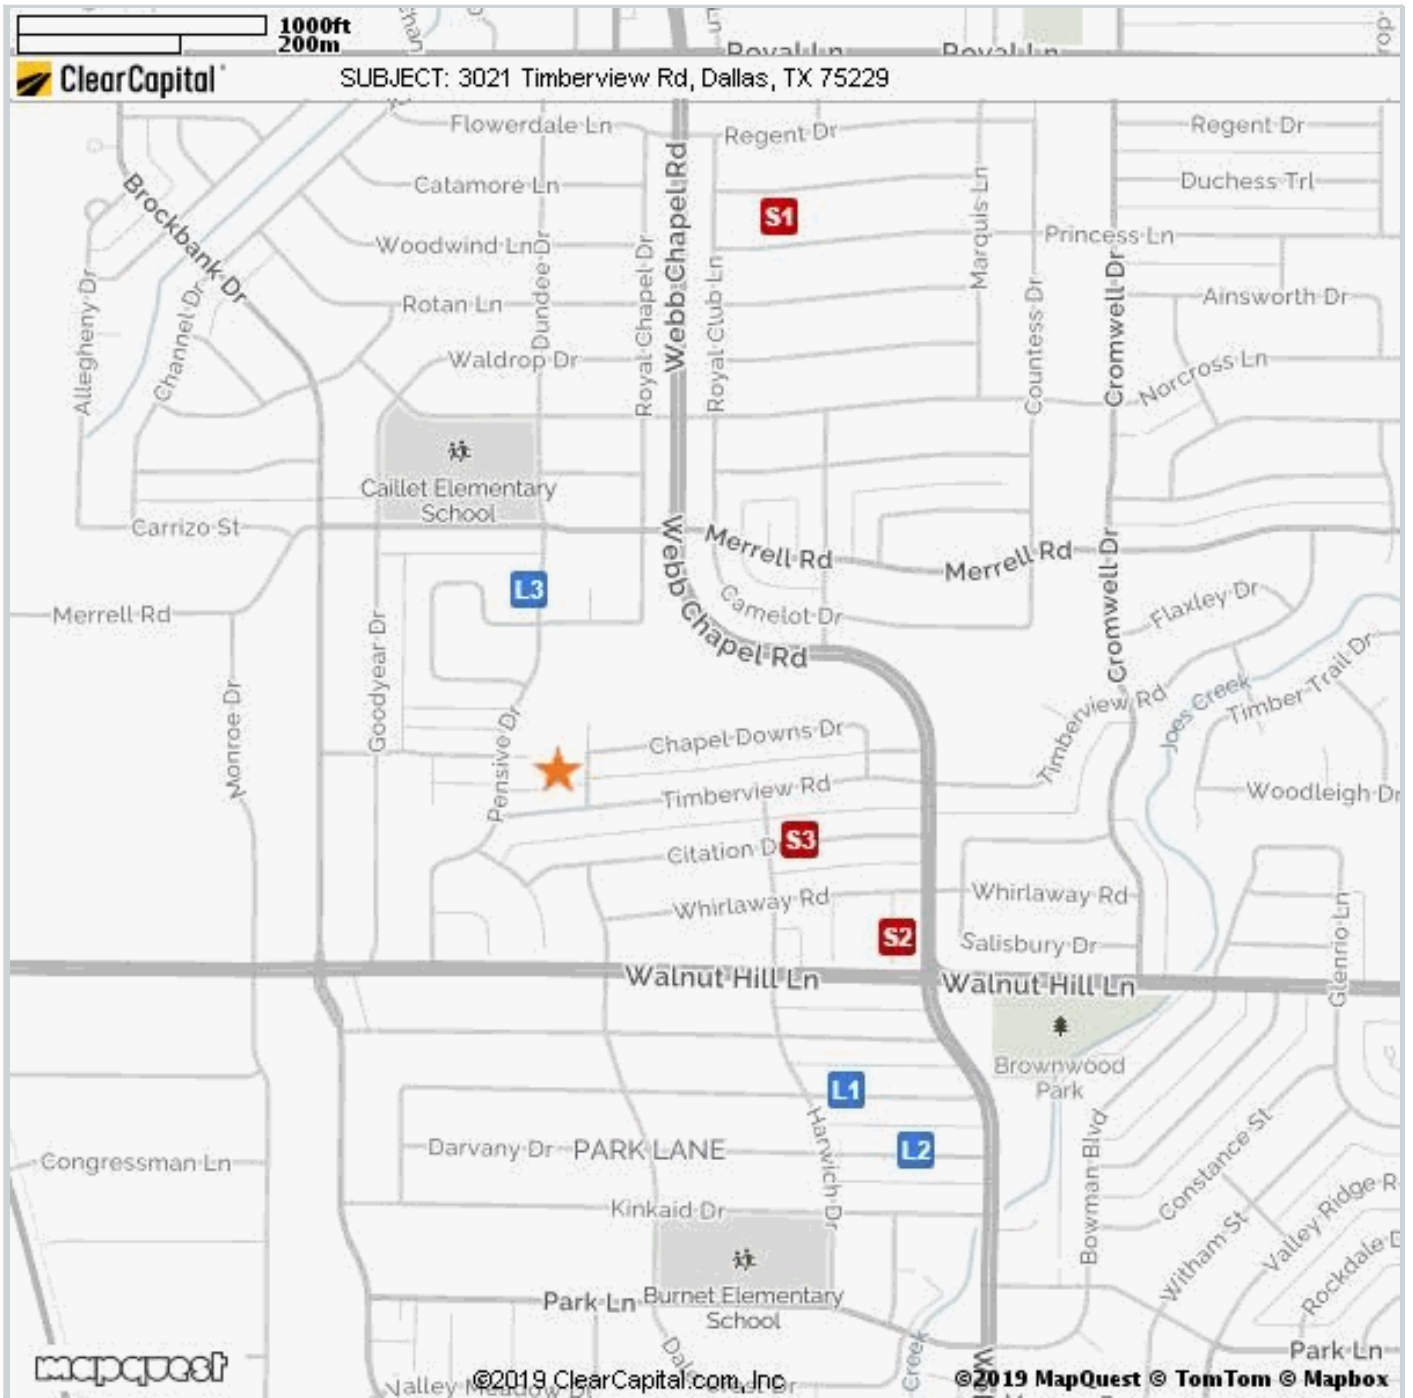 1000ft
200m
Royal Ln
Royal Ln
ClearCapital
SUBJECT: 3021 Timberview Rd, Dallas, TX 75229
Flowerdale Ln
Regent Dr
Regent Dr
Catamore Ln
Duchess Trl
Brockbank Dr
Webb Chapel Rd
Marquis Ln
S1
Woodwind Ln
Princess Ln
Dundee Dr
Royal Chapel Dr
Royal Club Ln
Allegheny Dr
Channel Dr
Rotan Ln
Countess Dr
Cromwell Dr
Ainsworth Dr
Waldrop Dr
Norcross Ln
Caillet Elementary
School
Carrizo St
Webb Chapel Rd
Merrell Rd
Merrell Rd
Cromwell Dr
L3
Merrell Rd
Camelot Dr
Flaxley Dr
Goodyear Dr
Monroe Dr
Pensive Dr
Timberview Rd
Joes Creek
Timber Trail Dr
Chapel Downs Dr
Timberview Rd
Woodleigh Dr
Citation D
S3
Whirlaway Rd
Whirlaway Rd
S2
Salisbury Dr
Glenrio Ln
Walnut Hill Ln
Walnut Hill Ln
Brownwood
Park
L1
Harwich Dr
Darvany Dr
PARK LANE
L2
Congressman Ln
Bowman Blvd
Constance St
Kinkaid Dr
Witham St
Valley Ridge R
Rockdale D
Park Ln
Burnet Elementary
School
Park Ln
Creek
mapquest
Valley Meadow Dr
©2019 ClearCapital.com, Inc
©2019 MapQuest © TomTom © Mapbox